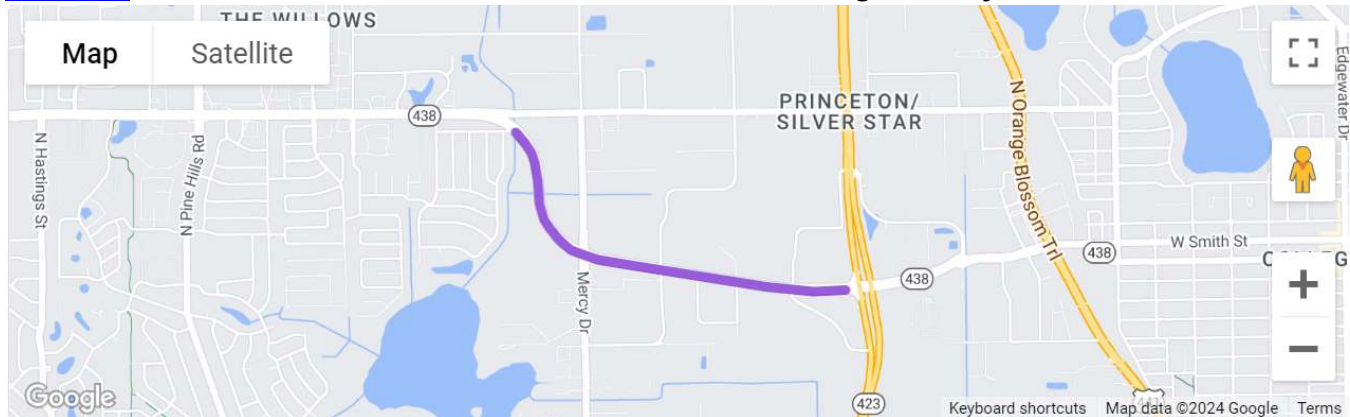 THE WILLOWS
Map
Satellite
438
PRINCETON/
SILVER STAR
N Orange Blossom Trl
Edgewater Dr
N Hastings St
N Pine Hills Rd
W Smith St
438
438
Mercy Dr
423
441
Google
Keyboard shortcuts
Map data ©2024 Google
Terms